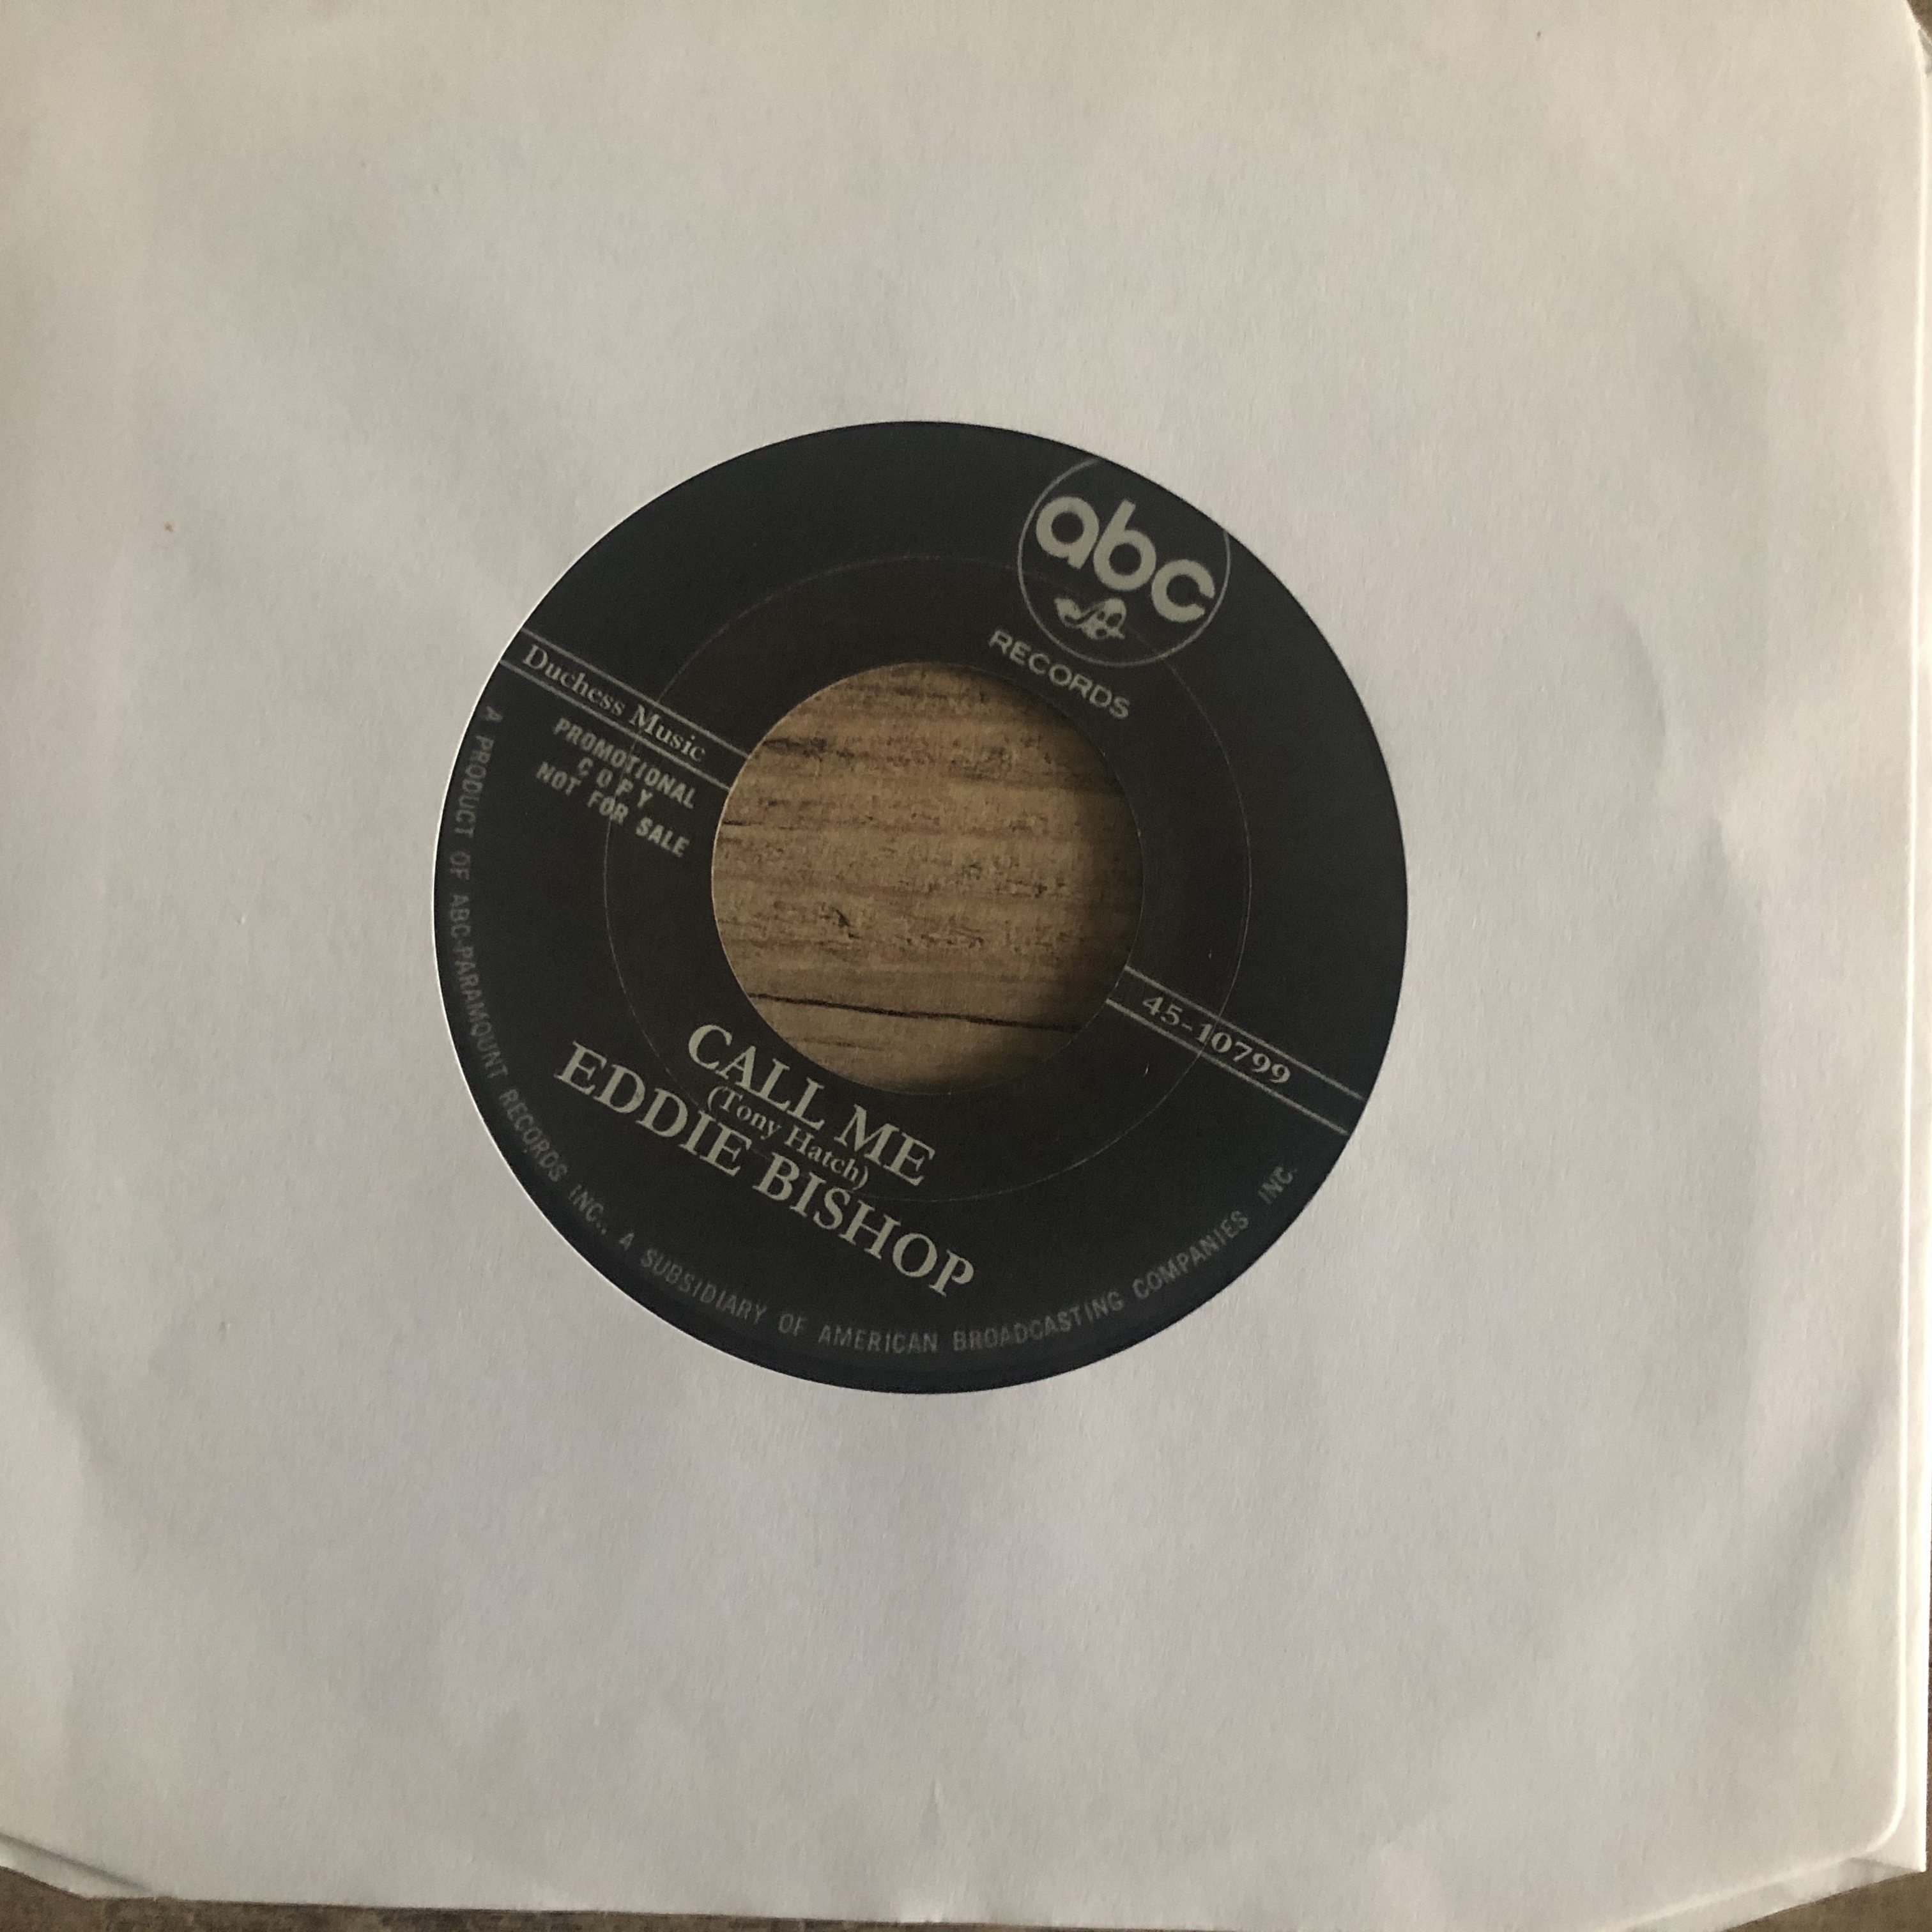 abc
RECORDS
Duchess Music
PROMOTIONAL
COPY
NOT FOR SALE
45-10799
CALL ME
(Tony Hatch)
EDDIE BISHOP
A PRODUCT OF ABC-PARAMOUNT RECORDS INC., A SUBSIDIARY OF AMERICAN BROADCASTING COMPANIES INC.